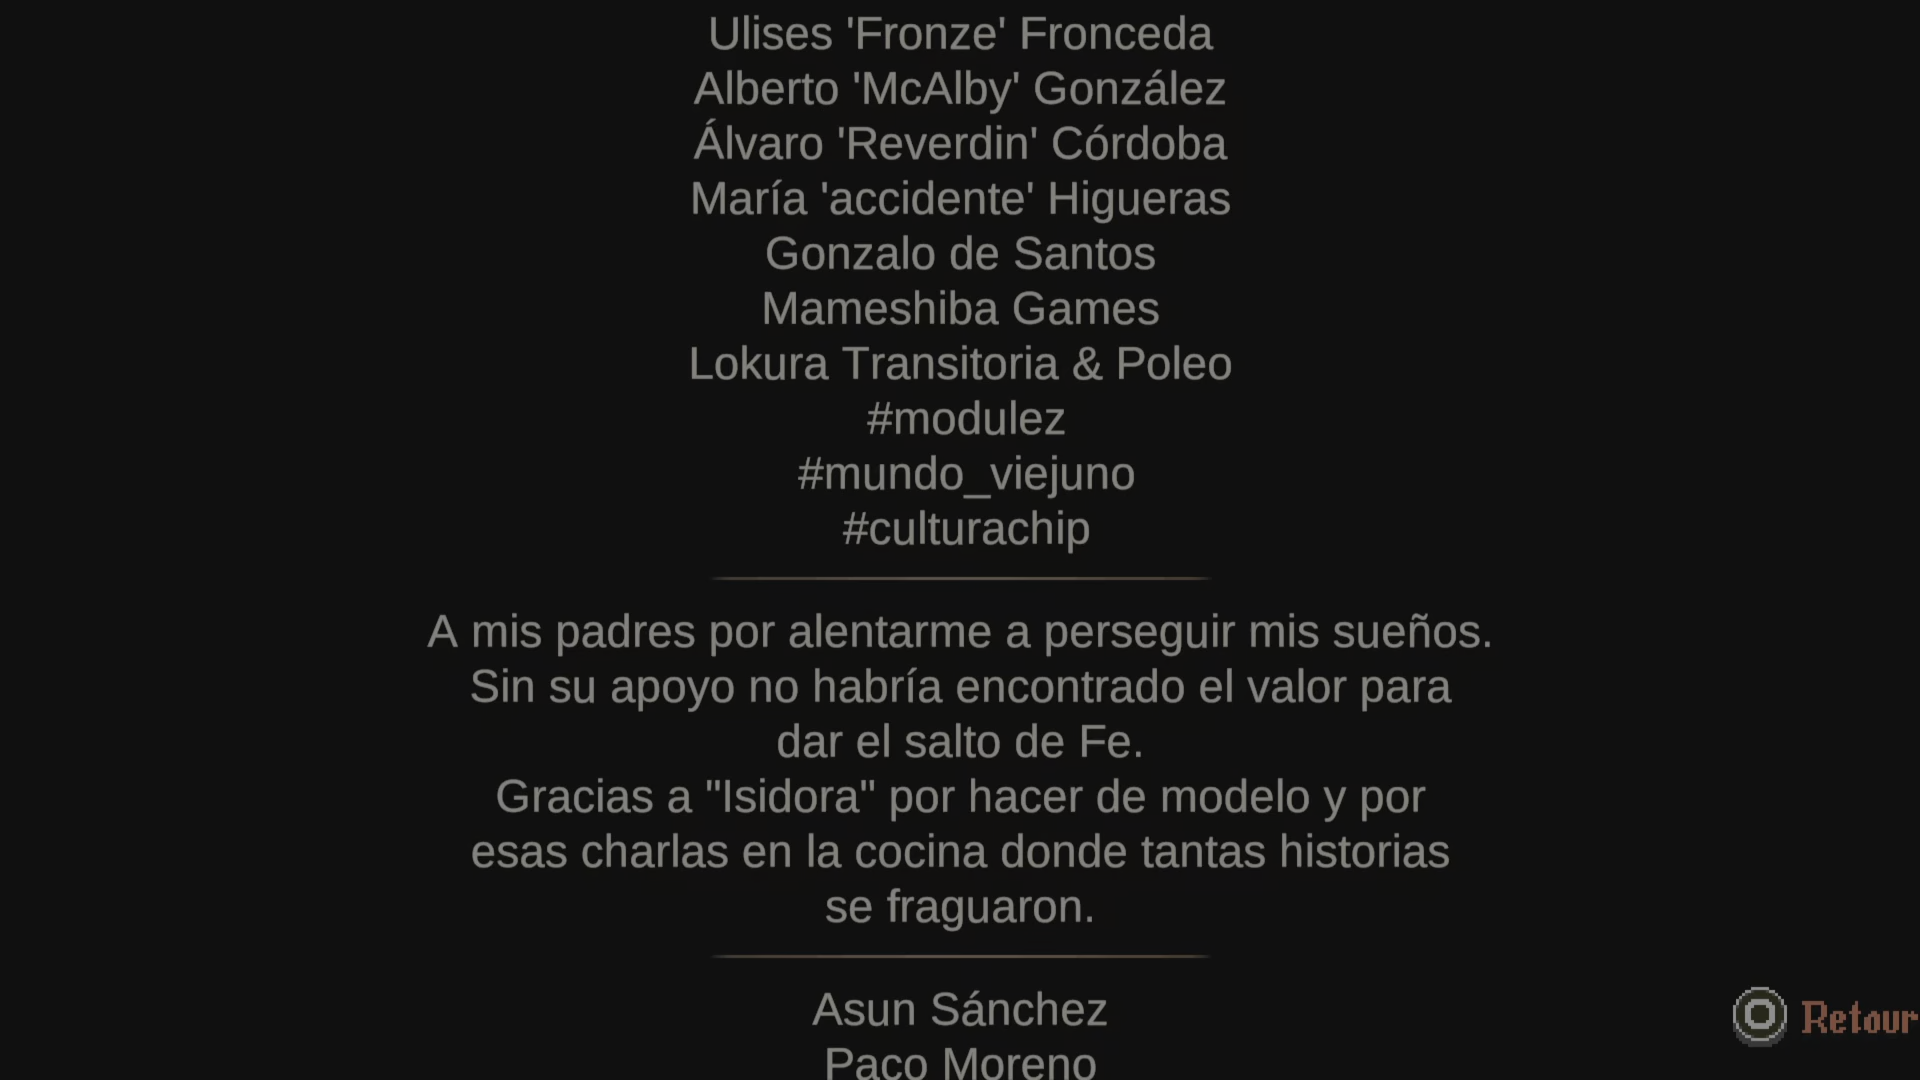 Ulises 'Fronze' Fronceda
Alberto 'McAlby' González
Álvaro 'Reverdin' Córdoba
María 'accidente' Higueras
Gonzalo de Santos
Mameshiba Games
Lokura Transitoria & Poleo
#modulez
#mundo_viejuno
#culturachip
A mis padres por alentarme a perseguir mis sueños.
Sin su apoyo no habría encontrado el valor para
dar el salto de Fe.
Gracias a "Isidora" por hacer de modelo y por
esas charlas en la cocina donde tantas historias
se fraguaron.
Asun Sánchez
Paco Moreno
Retour